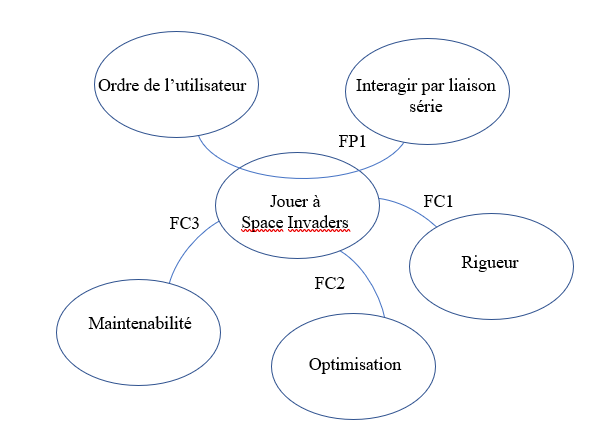 Ordre de l’utilisateur
Interagir par liaison
série
FP1
Jouer à
Space Invaders
FC1
FC3
Rigueur
FC2
Maintenabilité
Optimisation